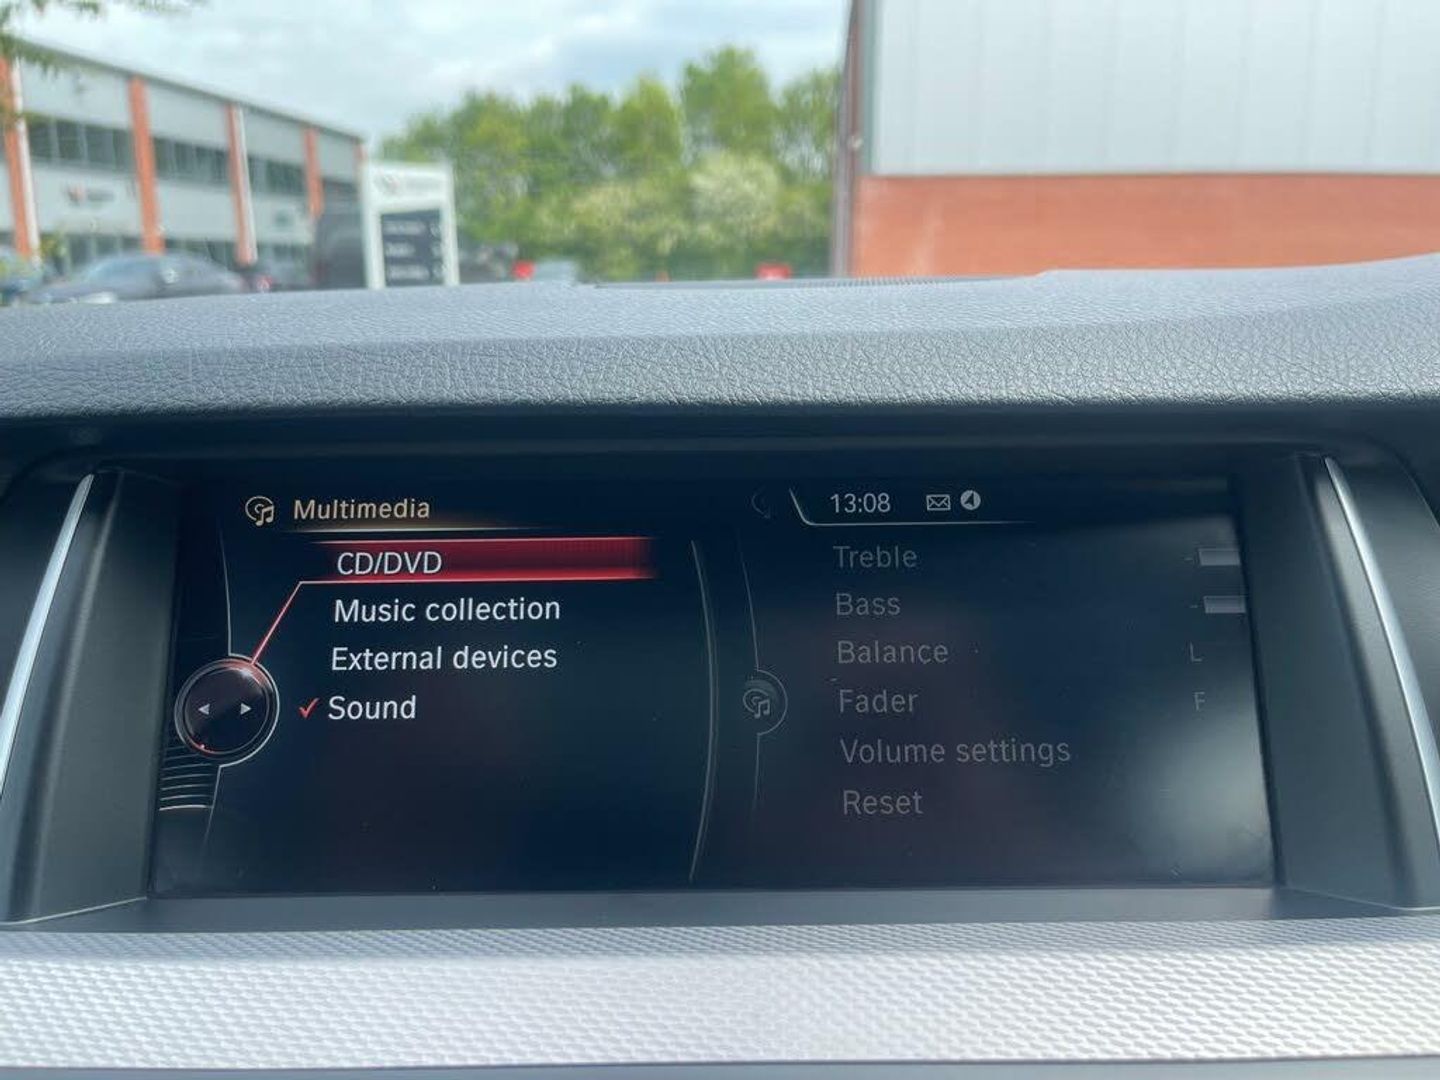 Multimedia
CD/DVD
Music collection
External devices
Sound
13:08
Treble
Bass
Balance L
Fader F
Volume settings
Reset